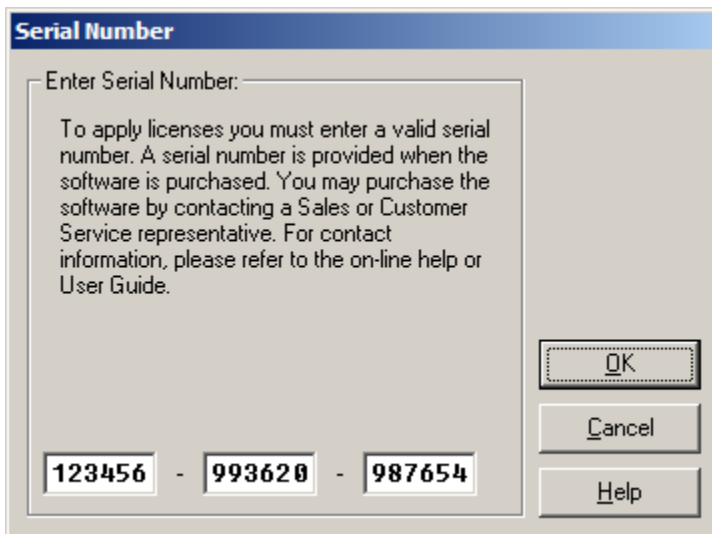 Serial Number
Enter Serial Number:
To apply licenses you must enter a valid serial
number. A serial number is provided when the
software is purchased. You may purchase the
software by contacting a Sales or Customer
Service representative. For contact
information, please refer to the on-line help or
User Guide.
OK
Cancel
123456 - 993620 - 987654
Help